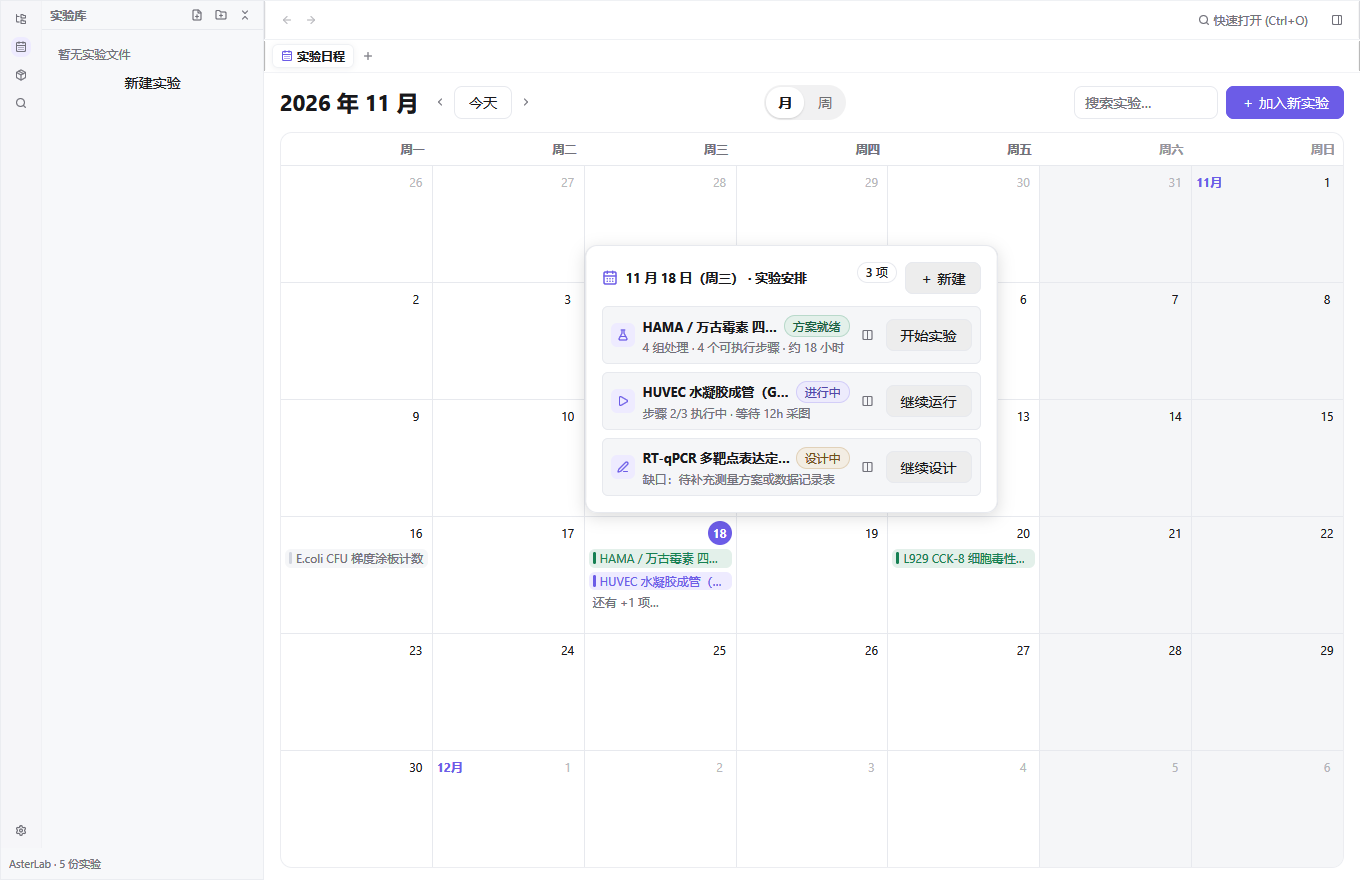 实验库
快速打开 (Ctrl+O)
暂无实验文件
新建实验
实验日程
2026 年 11 月
今天
月
周
搜索实验...
+ 加入新实验
周一
周二
周三
周四
周五
周六
周日
26
27
28
29
30
31
11月
1
2
3
6
7
8
11 月 18 日（周三） · 实验安排
3 项
+ 新建
HAMA / 万古霉素 四...
方案就绪
4 组处理 · 4 个可执行步骤 · 约 18 小时
开始实验
HUVEC 水凝胶成管（G...
进行中
步骤 2/3 执行中 · 等待 12h 采图
继续运行
RT-qPCR 多靶点表达定...
设计中
缺口：待补充测量方案或数据记录表
继续设计
9
10
13
14
15
16
17
18
19
20
21
22
E.coli CFU 梯度涂板计数
HAMA / 万古霉素 四...
HUVEC 水凝胶成管（...
还有 +1 项...
L929 CCK-8 细胞毒性...
23
24
25
26
27
28
29
30
12月
1
2
3
4
5
6
AsterLab · 5 份实验